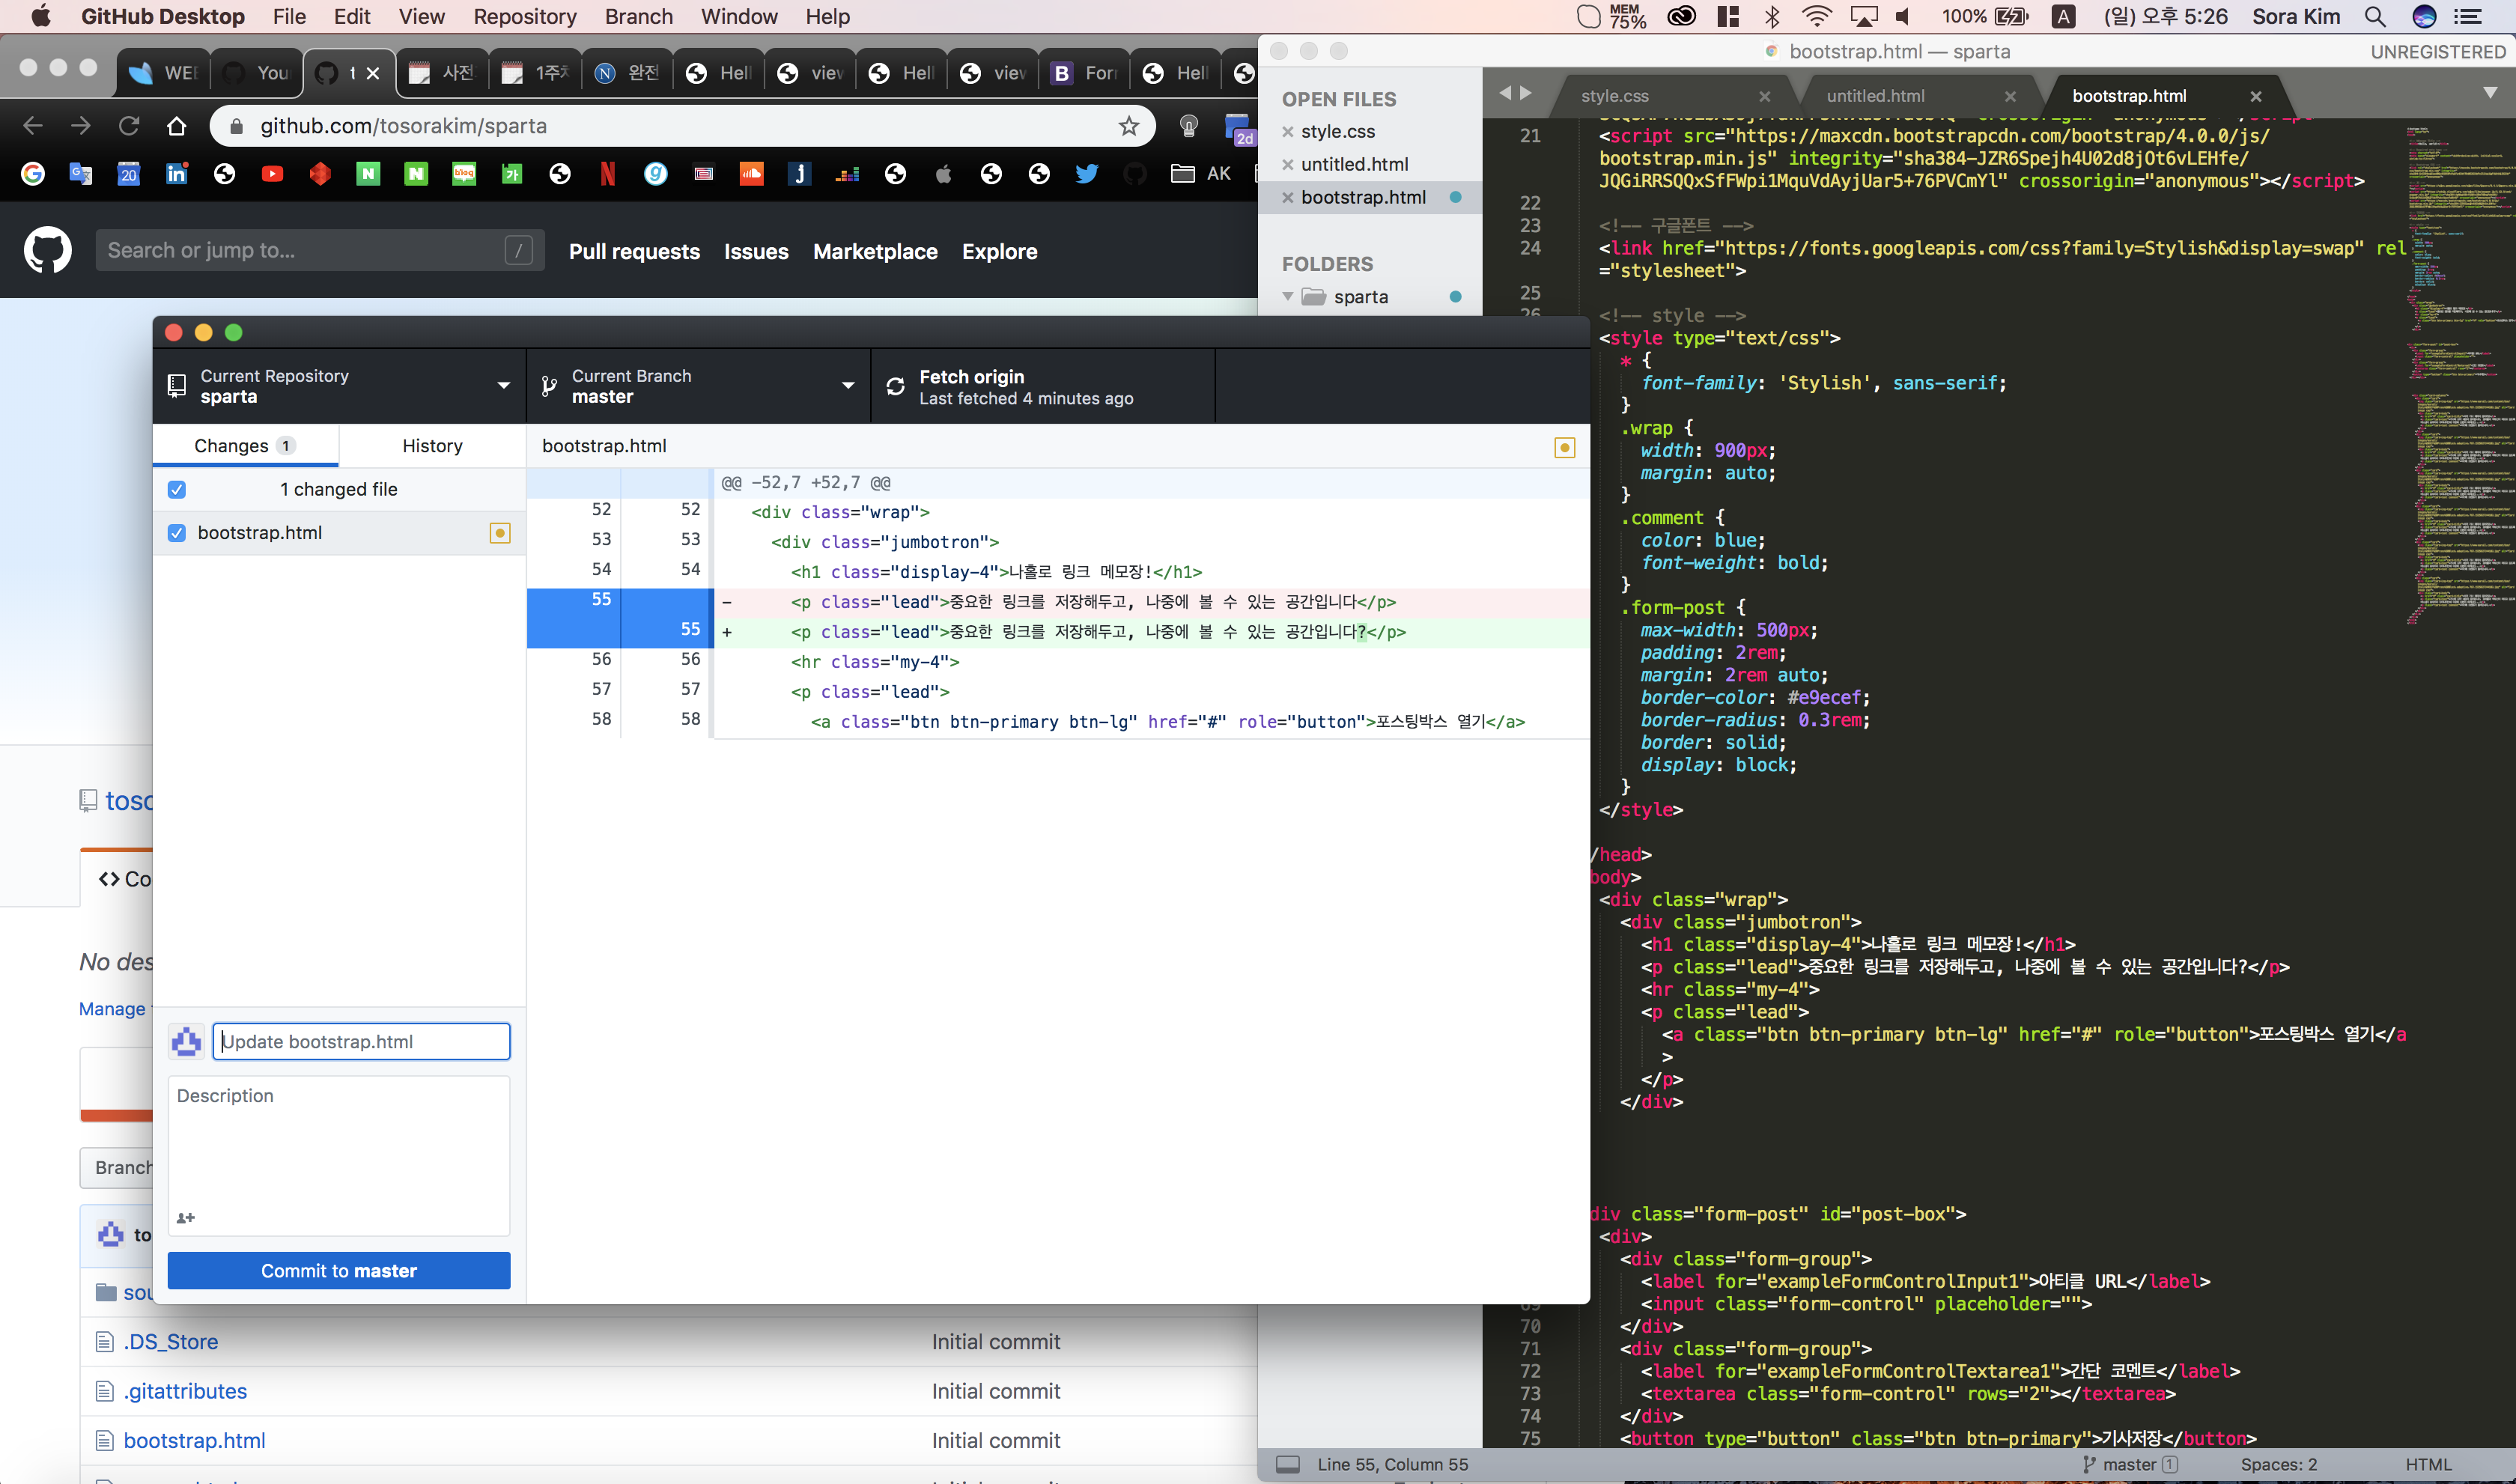 GitHub Desktop File Edit View Repository Branch Window Help
MEM 75% 100% A (일) 오후 5:26 Sora Kim
WEB You t 사전 1주차 완전 Hell view Hell view B For Hell
github.com/tosorakim/sparta
2d
20 AK
Search or jump to... / Pull requests Issues Marketplace Explore
toso
Co
No des
Manage
Branch
to
sou
.DS_Store Initial commit
.gitattributes Initial commit
bootstrap.html Initial commit
Current Repository
sparta
Current Branch
master
Fetch origin
Last fetched 4 minutes ago
Changes 1 History
1 changed file
bootstrap.html
Update bootstrap.html
Description
Commit to master
bootstrap.html
@@ -52,7 +52,7 @@
52 52 <div class="wrap">
53 53 <div class="jumbotron">
54 54 <h1 class="display-4">나홀로 링크 메모장!</h1>
55 - <p class="lead">중요한 링크를 저장해두고, 나중에 볼 수 있는 공간입니다</p>
55 + <p class="lead">중요한 링크를 저장해두고, 나중에 볼 수 있는 공간입니다?</p>
56 56 <hr class="my-4">
57 57 <p class="lead">
58 58 <a class="btn btn-primary btn-lg" href="#" role="button">포스팅박스 열기</a>
bootstrap.html — sparta UNREGISTERED
OPEN FILES
style.css
untitled.html
bootstrap.html
FOLDERS
sparta
style.css untitled.html bootstrap.html
21 <script src="https://maxcdn.bootstrapcdn.com/bootstrap/4.0.0/js/
bootstrap.min.js" integrity="sha384-JZR6Spejh4U02d8jOt6vLEHfe/
JQGiRRSQQxSfFWpi1MquVdAyjUar5+76PVCmYl" crossorigin="anonymous"></script>
22
23 <!-- 구글폰트 -->
24 <link href="https://fonts.googleapis.com/css?family=Stylish&display=swap" rel
="stylesheet">
25
26 <!-- style -->
<style type="text/css">
* {
font-family: 'Stylish', sans-serif;
}
.wrap {
width: 900px;
margin: auto;
}
.comment {
color: blue;
font-weight: bold;
}
.form-post {
max-width: 500px;
padding: 2rem;
margin: 2rem auto;
border-color: #e9ecef;
border-radius: 0.3rem;
border: solid;
display: block;
}
</style>
/head>
body>
<div class="wrap">
<div class="jumbotron">
<h1 class="display-4">나홀로 링크 메모장!</h1>
<p class="lead">중요한 링크를 저장해두고, 나중에 볼 수 있는 공간입니다?</p>
<hr class="my-4">
<p class="lead">
<a class="btn btn-primary btn-lg" href="#" role="button">포스팅박스 열기</a
>
</p>
</div>
div class="form-post" id="post-box">
<div>
<div class="form-group">
<label for="exampleFormControlInput1">아티클 URL</label>
69 <input class="form-control" placeholder="">
70 </div>
71 <div class="form-group">
72 <label for="exampleFormControlTextarea1">간단 코멘트</label>
73 <textarea class="form-control" rows="2"></textarea>
74 </div>
75 <button type="button" class="btn btn-primary">기사저장</button>
Line 55, Column 55 master 1 Spaces: 2 HTML